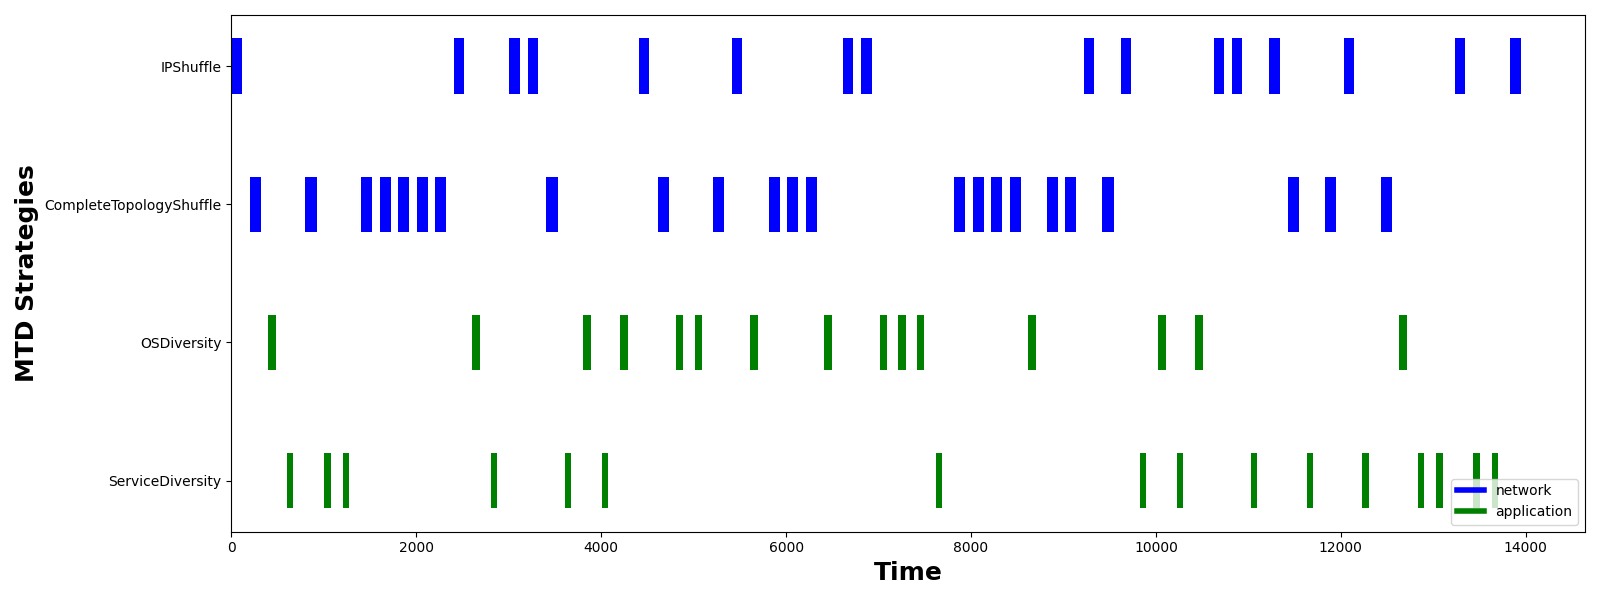 MTD Strategies
IPShuffle
CompleteTopologyShuffle
OSDiversity
ServiceDiversity
network
application
0 2000 4000 6000 8000 10000 12000 14000
Time